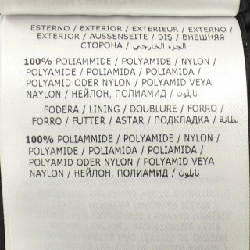 ESTERNO / EXTERIOR / EXTÉRIEUR / EXTERNO /
EXTERIOR / AUSSENSEITE / DIŞ / ВНЕШНЯЯ
СТОРОНА / الجزء الخارجي /
100% POLIAMMIDE / POLYAMIDE / NYLON /
POLYAMIDE / POLIAMIDA / POLIAMIDA /
POLYAMID ODER NYLON / POLYAMID VEYA
NAYLON / НЕЙЛОН, ПОЛИАМИД / نايلون /
FODERA / LINING / DOUBLURE / FORRO /
FORRO / FUTTER / ASTAR / ПОДКЛАДКА / بطانة /
100% POLIAMMIDE / POLYAMIDE / NYLON /
POLYAMIDE / POLIAMIDA / POLIAMIDA /
POLYAMID ODER NYLON / POLYAMID VEYA
NAYLON / НЕЙЛОН, ПОЛИАМИД / نايلون /